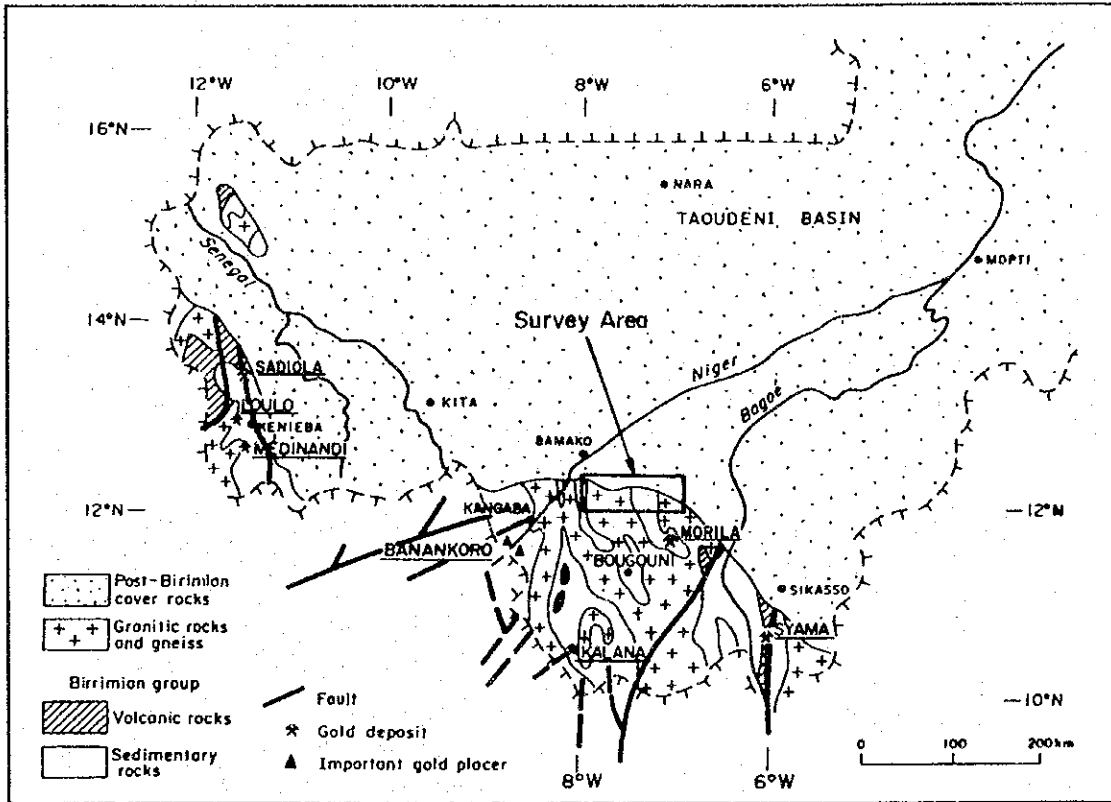 12°W
10°W
8°W
6°W
16°N
NARA
TAOUDENI BASIN
MOPTI
Senegal
14°N
Survey Area
Niger
SADIOLA
Bagoé
LOULO
KITA
KENIEBA
MEDINANDI
BAMAKO
12°N
KANGABA
12°N
MORILA
BANANKORO
BOUGOUNI
Post-Birimian
cover rocks
SIKASSO
Granitic rocks
and gneiss
SYAMA
KALANA
Birrimian group
Fault
10°N
Volcanic rocks
Gold deposit
Sedimentary
rocks
Important gold placer
8°W
6°W
0 100 200km